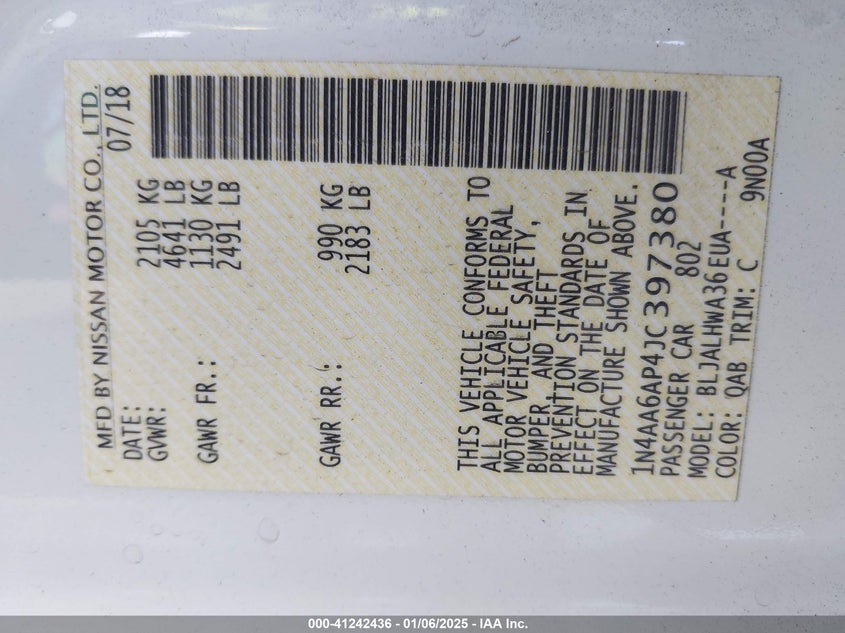 MFD BY NISSAN MOTOR CO., LTD.
DATE: 07/18
GVWR: 2105 KG
4641 LB
GAWR FR.: 1130 KG
2491 LB
GAWR RR.: 990 KG
2183 LB
THIS VEHICLE CONFORMS TO
ALL APPLICABLE FEDERAL
MOTOR VEHICLE SAFETY,
BUMPER AND THEFT
PREVENTION STANDARDS IN
EFFECT ON THE DATE OF
MANUFACTURE SHOWN ABOVE.
1N4AA6AP4JC397380
PASSENGER CAR 802
MODEL: BLJALHWA36EUA----A
COLOR: QAB TRIM: C 9N00A
000-41242436 - 01/06/2025 - IAA Inc.